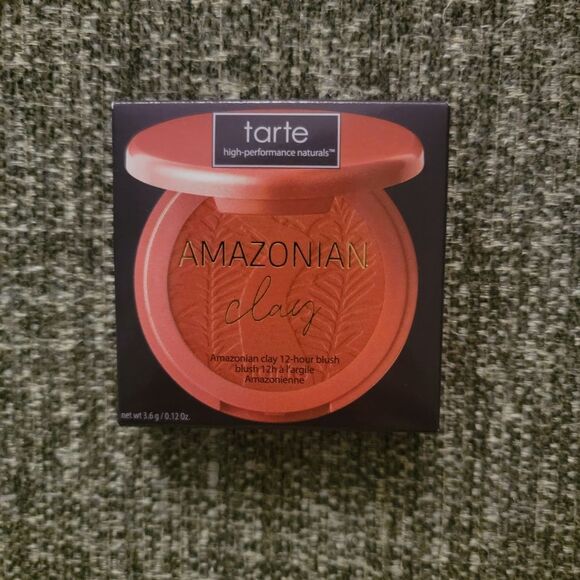 tarte
high-performance naturals™
AMAZONIAN
clay
Amazonian clay 12-hour blush
blush 12h à l'argile
Amazonienne
net wt 3.6 g / 0.12 Oz.